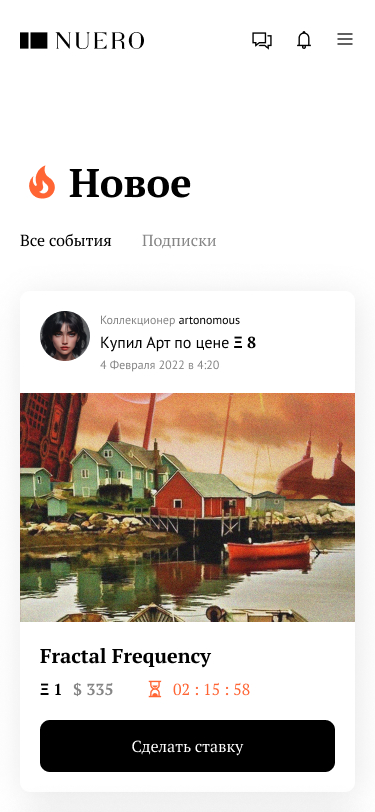 NUERO
Новое
Все события Подписки
Коллекционер artonomous
Купил Арт по цене Ξ 8
4 Февраля 2022 в 4:20
Fractal Frequency
Ξ 1 $ 335 02 : 15 : 58
Сделать ставку